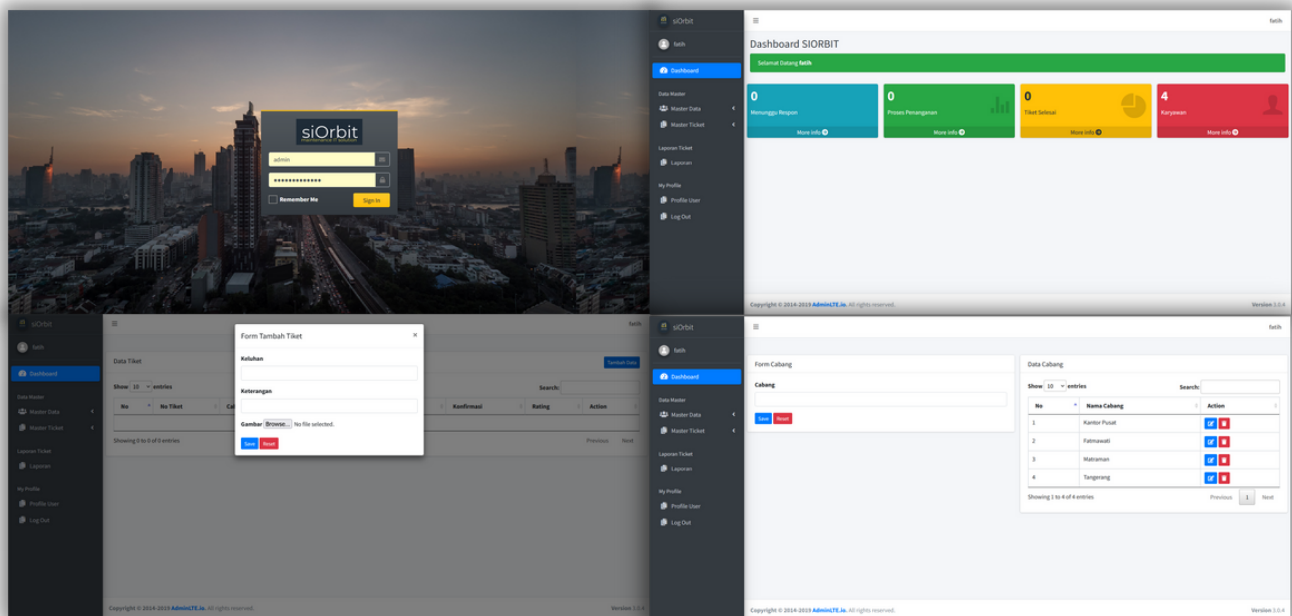 siOrbit
maintenance & solution
admin
Remember Me
Sign In
siOrbit
fatih
Dashboard
Data Master
Master Data
Master Ticket
Laporan Ticket
Laporan
My Profile
Profile User
Log Out
fatih
Dashboard SIORBIT
Selamat Datang fatih
0
Menunggu Respon
More info
0
Proses Penanganan
More info
0
Tiket Selesai
More info
4
Karyawan
More info
Copyright © 2014-2019 AdminLTE.io. All rights reserved.
Version 3.0.4
siOrbit
fatih
Dashboard
Data Master
Master Data
Master Ticket
Laporan Ticket
Laporan
My Profile
Profile User
Log Out
fatih
Data Tiket
Tambah Data
Show 10 entries
Search:
No
No Tiket
Konfirmasi
Rating
Action
Showing 0 to 0 of 0 entries
Previous Next
Form Tambah Tiket
×
Keluhan
Keterangan
Gambar Browse... No file selected.
Save Reset
Copyright © 2014-2019 AdminLTE.io. All rights reserved.
Version 3.0.4
siOrbit
fatih
Dashboard
Data Master
Master Data
Master Ticket
Laporan Ticket
Laporan
My Profile
Profile User
Log Out
fatih
Form Cabang
Cabang
Save Reset
Data Cabang
Show 10 entries
Search:
No Nama Cabang Action
1 Kantor Pusat
2 Fatmawati
3 Matraman
4 Tangerang
Showing 1 to 4 of 4 entries
Previous 1 Next
Copyright © 2014-2019 AdminLTE.io. All rights reserved.
Version 3.0.4